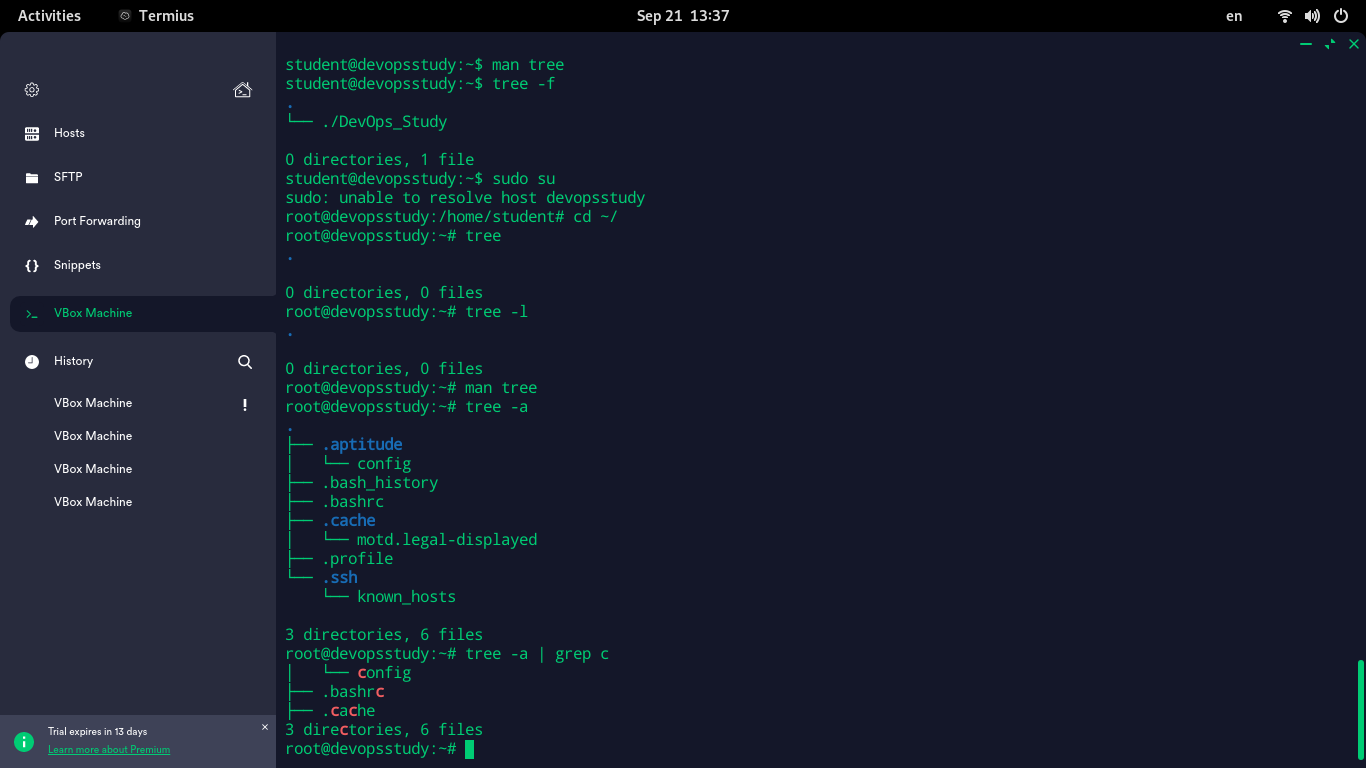 Activities
Termius
Sep 21 13:37
en
Hosts
SFTP
Port Forwarding
Snippets
VBox Machine
History
VBox Machine
!
VBox Machine
VBox Machine
VBox Machine
Trial expires in 13 days
Learn more about Premium
student@devopsstudy:~$ man tree
student@devopsstudy:~$ tree -f
.
└── ./DevOps_Study
0 directories, 1 file
student@devopsstudy:~$ sudo su
sudo: unable to resolve host devopsstudy
root@devopsstudy:/home/student# cd ~/
root@devopsstudy:~# tree
.
0 directories, 0 files
root@devopsstudy:~# tree -l
.
0 directories, 0 files
root@devopsstudy:~# man tree
root@devopsstudy:~# tree -a
.
├── .aptitude
│   └── config
├── .bash_history
├── .bashrc
├── .cache
│   └── motd.legal-displayed
├── .profile
└── .ssh
    └── known_hosts
3 directories, 6 files
root@devopsstudy:~# tree -a | grep c
│   └── config
├── .bashrc
├── .cache
3 directories, 6 files
root@devopsstudy:~#